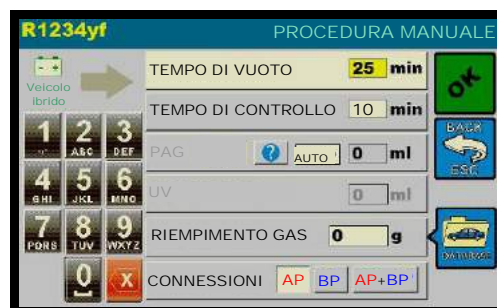 R1234yf PROCEDURA MANUALE
Veicolo
Ibrido
TEMPO DI VUOTO 25 min
OK
TEMPO DI CONTROLLO 10 min
1 2 3
ABC DEF
BACK
ESC
PAG ? AUTO 0 ml
4 5 6
GHI JKL MNO
UV 0 ml
7 8 9
PQRS TUV WXYZ
RIEMPIMENTO GAS 0 g
DATABASE
0 X
CONNESSIONI AP BP AP+BP